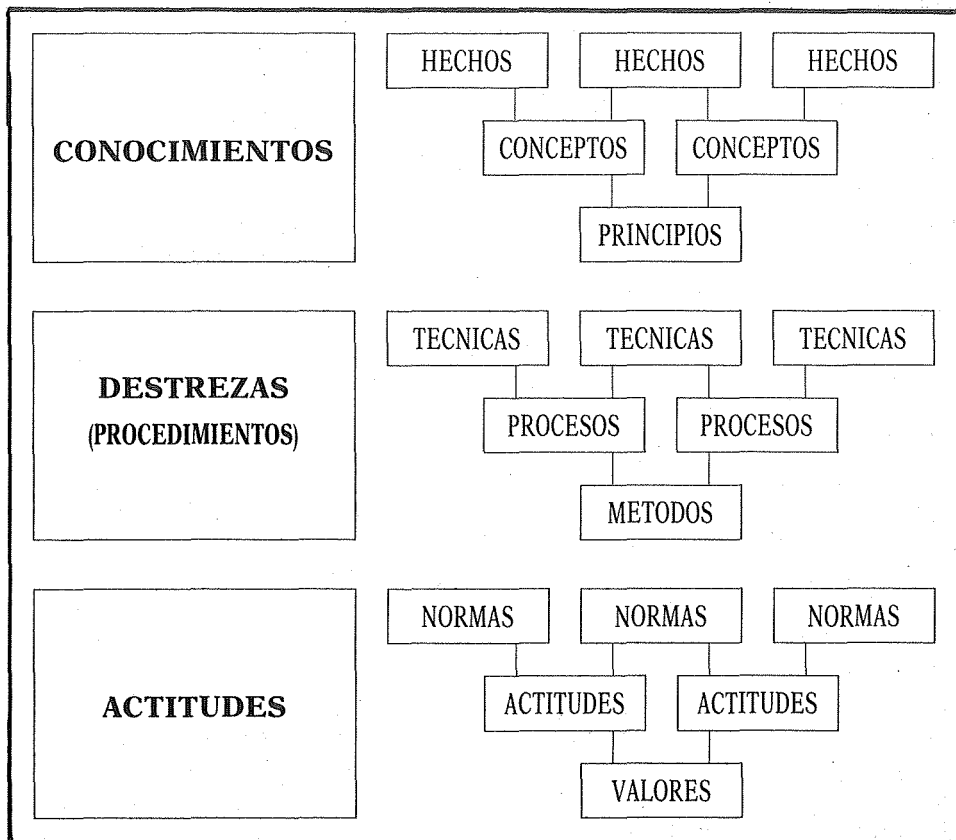 CONOCIMIENTOS
HECHOS HECHOS HECHOS
CONCEPTOS CONCEPTOS
PRINCIPIOS
DESTREZAS
(PROCEDIMIENTOS)
TECNICAS TECNICAS TECNICAS
PROCESOS PROCESOS
METODOS
ACTITUDES
NORMAS NORMAS NORMAS
ACTITUDES ACTITUDES
VALORES